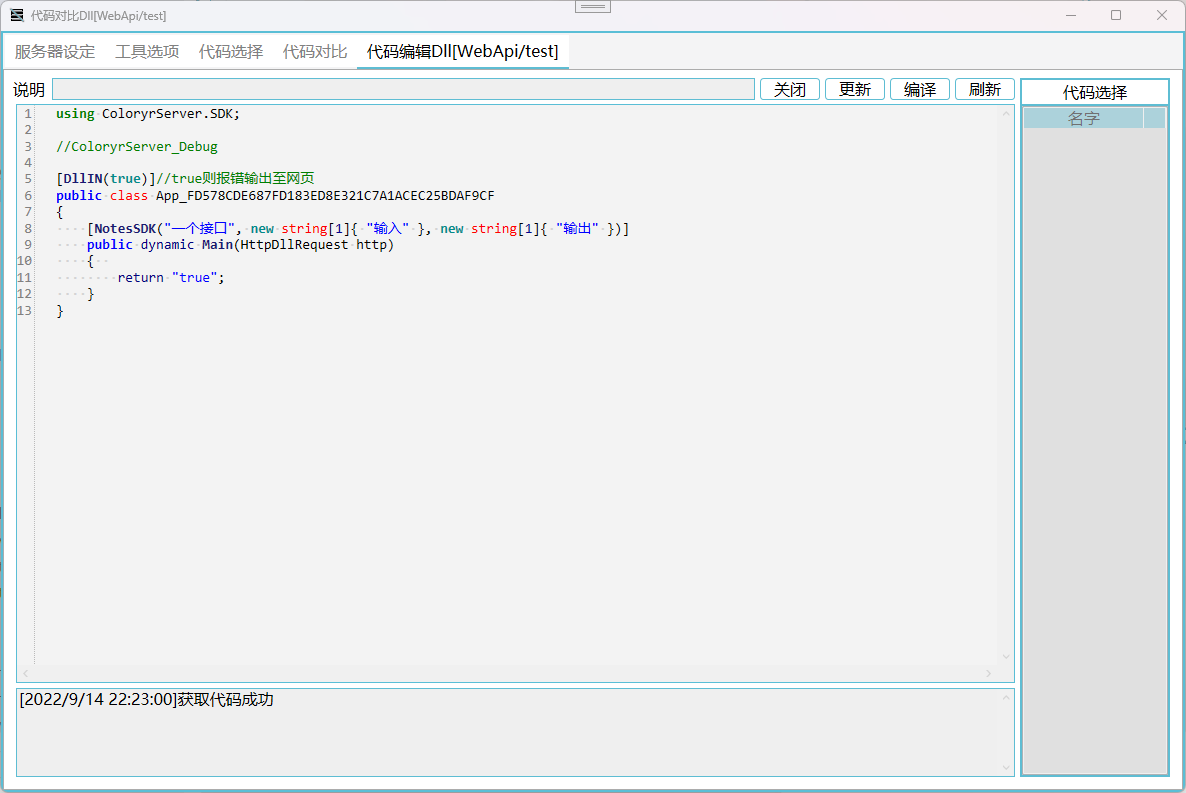 代码对比Dll[WebApi/test]
服务器设定 工具选项 代码选择 代码对比 代码编辑Dll[WebApi/test]
说明 关闭 更新 编译 刷新 代码选择
名字
1 using ColoryrServer.SDK;
2
3 //ColoryrServer_Debug
4
5 [DllIN(true)]//true则报错输出至网页
6 public class App_FD578CDE687FD183ED8E321C7A1ACEC25BDAF9CF
7 {
8 [NotesSDK("一个接口", new string[1]{ "输入" }, new string[1]{ "输出" })]
9 public dynamic Main(HttpDllRequest http)
10 {
11 return "true";
12 }
13 }
[2022/9/14 22:23:00]获取代码成功